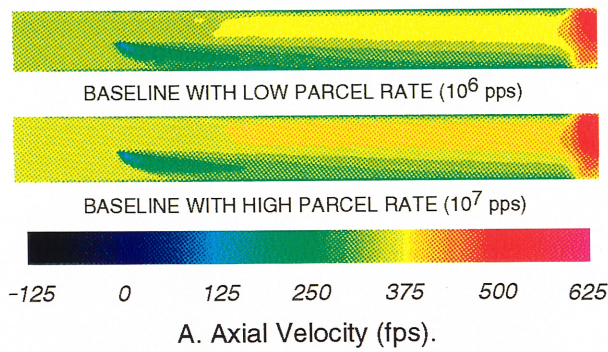 BASELINE WITH LOW PARCEL RATE (10⁶ pps)
BASELINE WITH HIGH PARCEL RATE (10⁷ pps)
-125 0 125 250 375 500 625
A. Axial Velocity (fps).